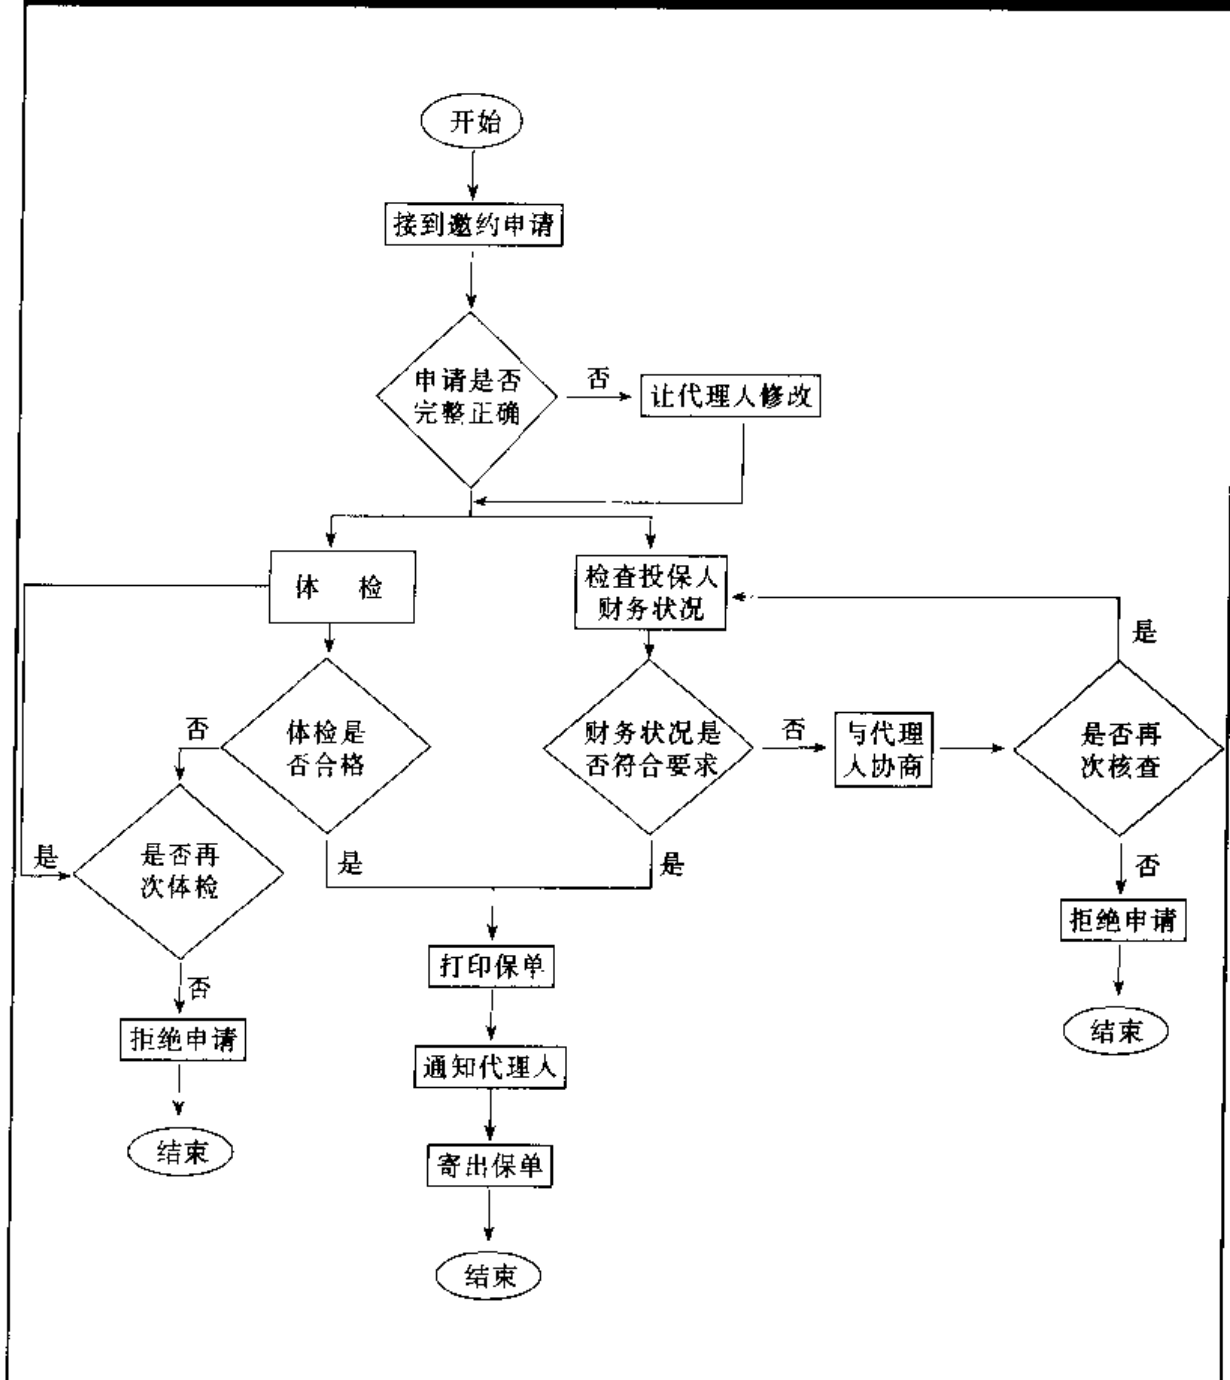 开始
接到邀约申请
申请是否
完整正确
否
让代理人修改
体 检
检查投保人
财务状况
是
体检是
否合格
否
财务状况是
否符合要求
否
与代理
人协商
是否再
次核查
是
是否再
次体检
是
是
否
拒绝申请
打印保单
否
拒绝申请
结束
通知代理人
结束
寄出保单
结束